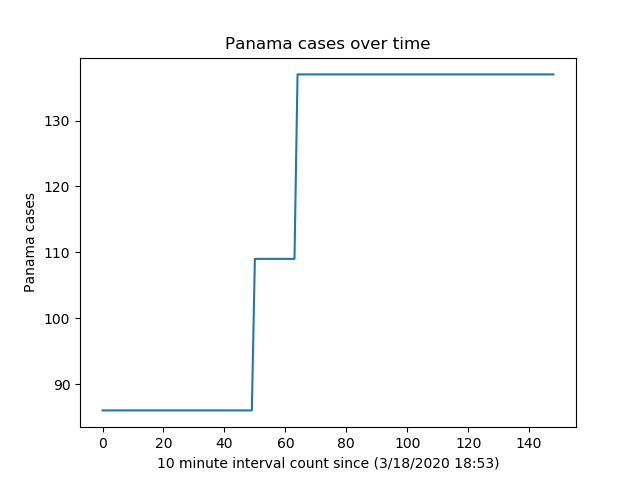 Panama cases over time
Panama cases
130
120
110
100
90
0 20 40 60 80 100 120 140
10 minute interval count since (3/18/2020 18:53)